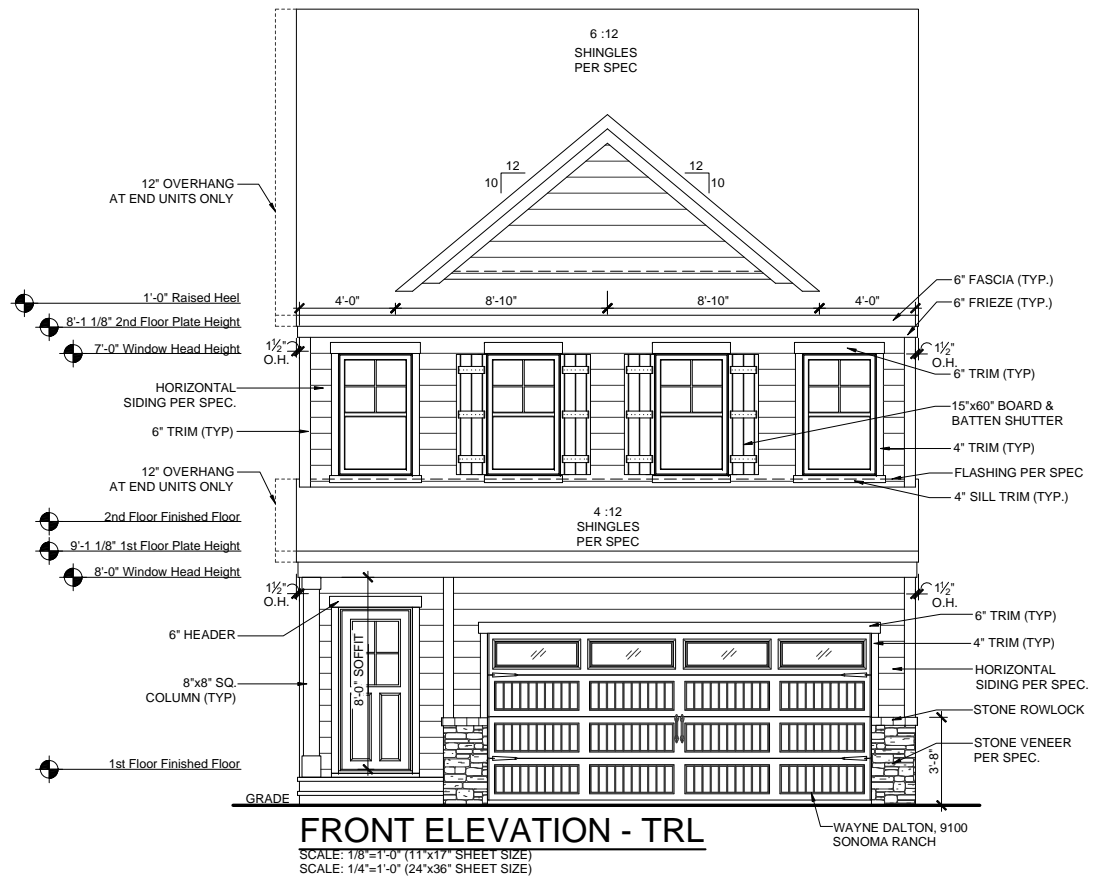 6 :12
SHINGLES
PER SPEC
12
10
12
10
12" OVERHANG
AT END UNITS ONLY
1'-0" Raised Heel
8'-1 1/8" 2nd Floor Plate Height
7'-0" Window Head Height
4'-0"
8'-10"
8'-10"
4'-0"
6" FASCIA (TYP.)
6" FRIEZE (TYP.)
1½"
O.H.
1½"
O.H.
6" TRIM (TYP)
HORIZONTAL
SIDING PER SPEC.
15"x60" BOARD &
BATTEN SHUTTER
6" TRIM (TYP)
4" TRIM (TYP)
12" OVERHANG
AT END UNITS ONLY
FLASHING PER SPEC
4" SILL TRIM (TYP.)
2nd Floor Finished Floor
4 :12
SHINGLES
PER SPEC
9'-1 1/8" 1st Floor Plate Height
8'-0" Window Head Height
1½"
O.H.
1½"
O.H.
6" TRIM (TYP)
6" HEADER
4" TRIM (TYP)
8'-0" SOFFIT
8"x8" SQ.
COLUMN (TYP)
HORIZONTAL
SIDING PER SPEC.
STONE ROWLOCK
STONE VENEER
PER SPEC.
3'-8"
1st Floor Finished Floor
GRADE
WAYNE DALTON, 9100
SONOMA RANCH
FRONT ELEVATION - TRL
SCALE: 1/8"=1'-0" (11"x17" SHEET SIZE)
SCALE: 1/4"=1'-0" (24"x36" SHEET SIZE)